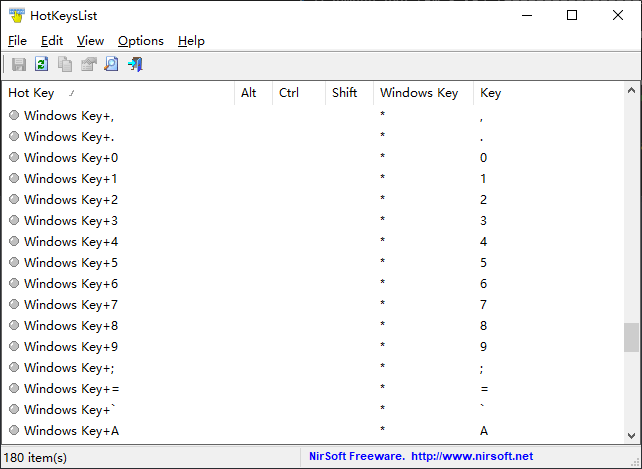 HotKeysList
File Edit View Options Help
Hot Key Alt Ctrl Shift Windows Key Key
Windows Key+, * ,
Windows Key+. * .
Windows Key+0 * 0
Windows Key+1 * 1
Windows Key+2 * 2
Windows Key+3 * 3
Windows Key+4 * 4
Windows Key+5 * 5
Windows Key+6 * 6
Windows Key+7 * 7
Windows Key+8 * 8
Windows Key+9 * 9
Windows Key+; * ;
Windows Key+= * =
Windows Key+` * `
Windows Key+A * A
180 item(s) NirSoft Freeware. http://www.nirsoft.net